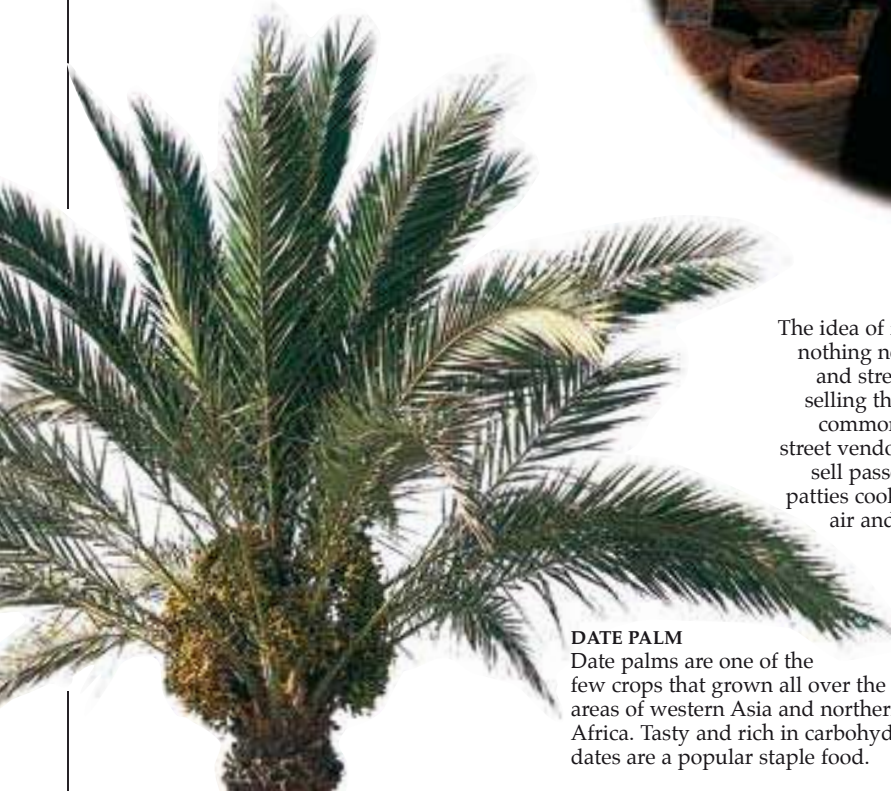 The idea of
nothing
and
selling
common
street
sell
patties
air and
DATE PALM
Date palms are one of the
few crops that grown all over the
areas of western Asia and
Africa. Tasty and rich in
dates are a popular staple food.